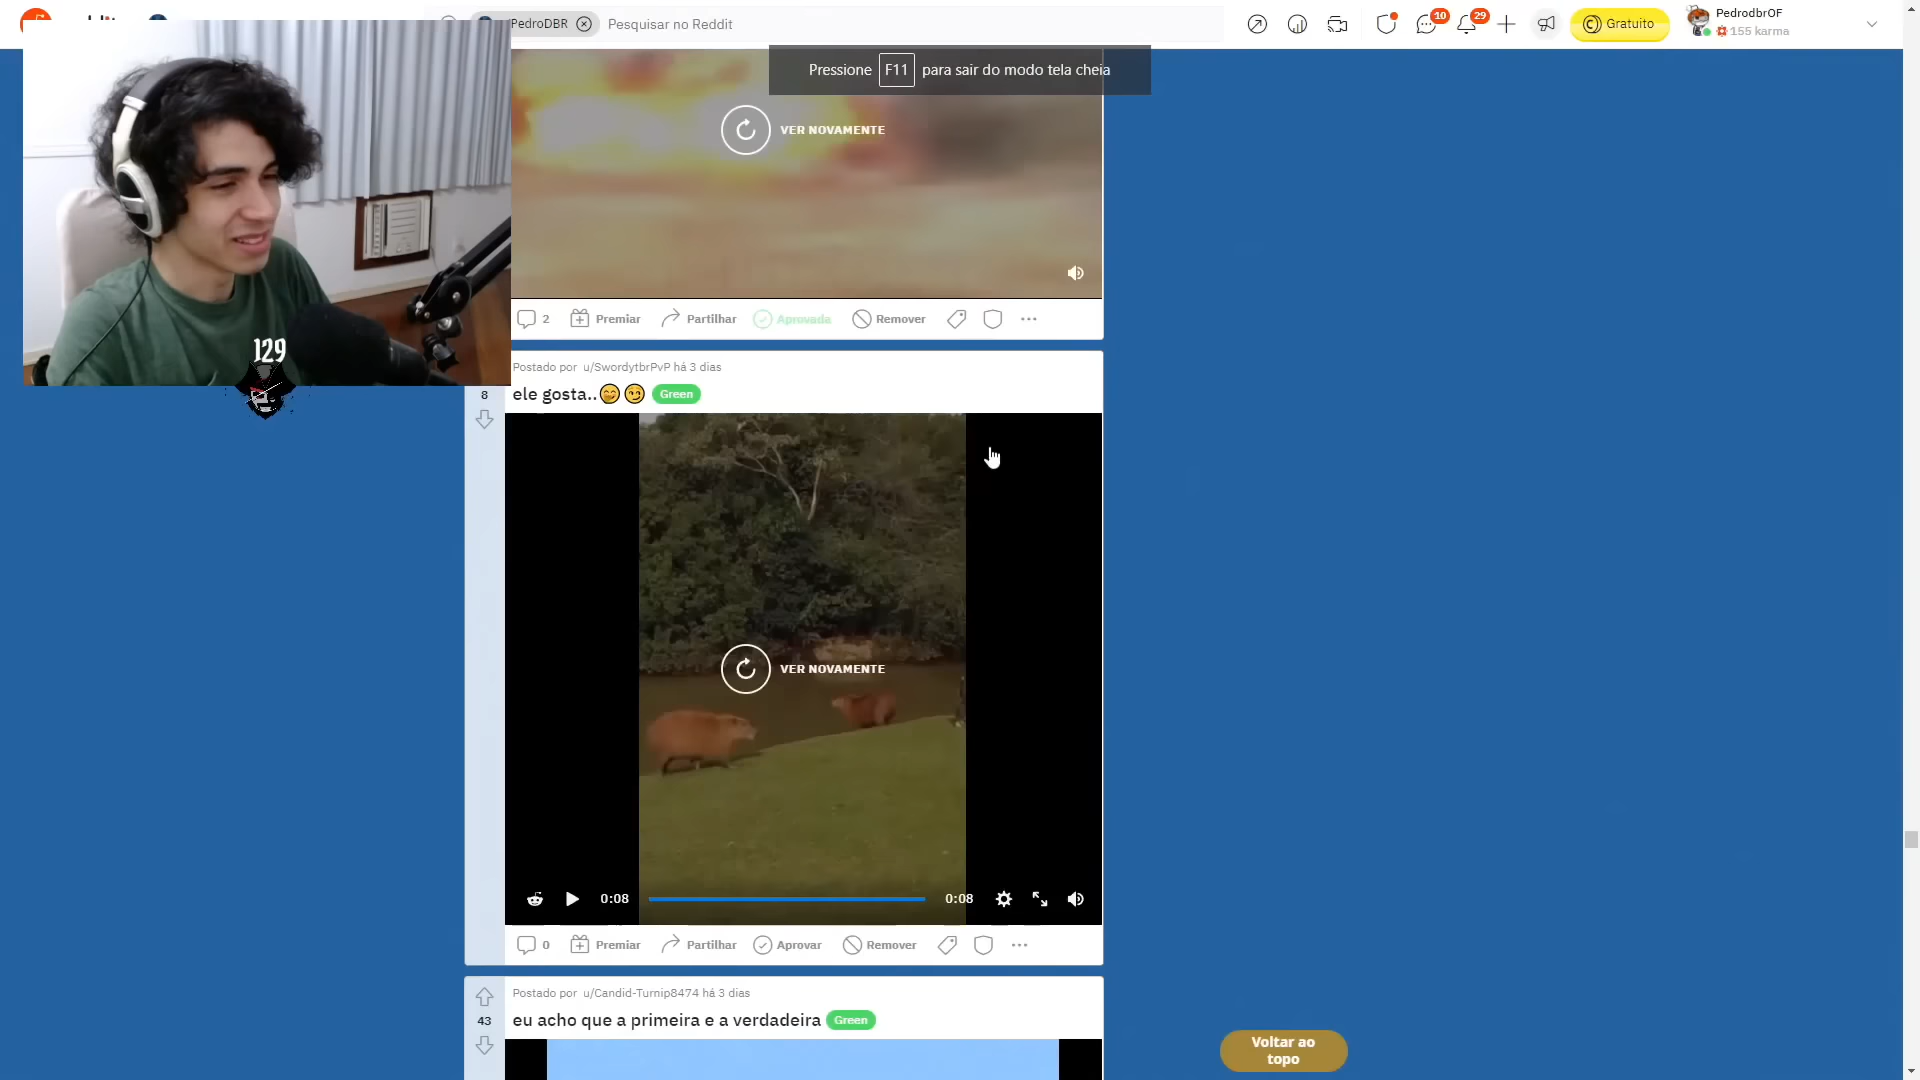 PedroDBR
Pesquisar no Reddit
10
29
Gratuito
PedrodbrOF
155 karma
Pressione F11 para sair do modo tela cheia
VER NOVAMENTE
2 Premiar Partilhar Aprovada Remover
129
Postado por u/SwordytbrPvP há 3 dias
8
ele gosta.. Green
VER NOVAMENTE
0:08 0:08
0 Premiar Partilhar Aprovar Remover
Postado por u/Candid-Turnip8474 há 3 dias
43
eu acho que a primeira e a verdadeira Green
Voltar ao
topo